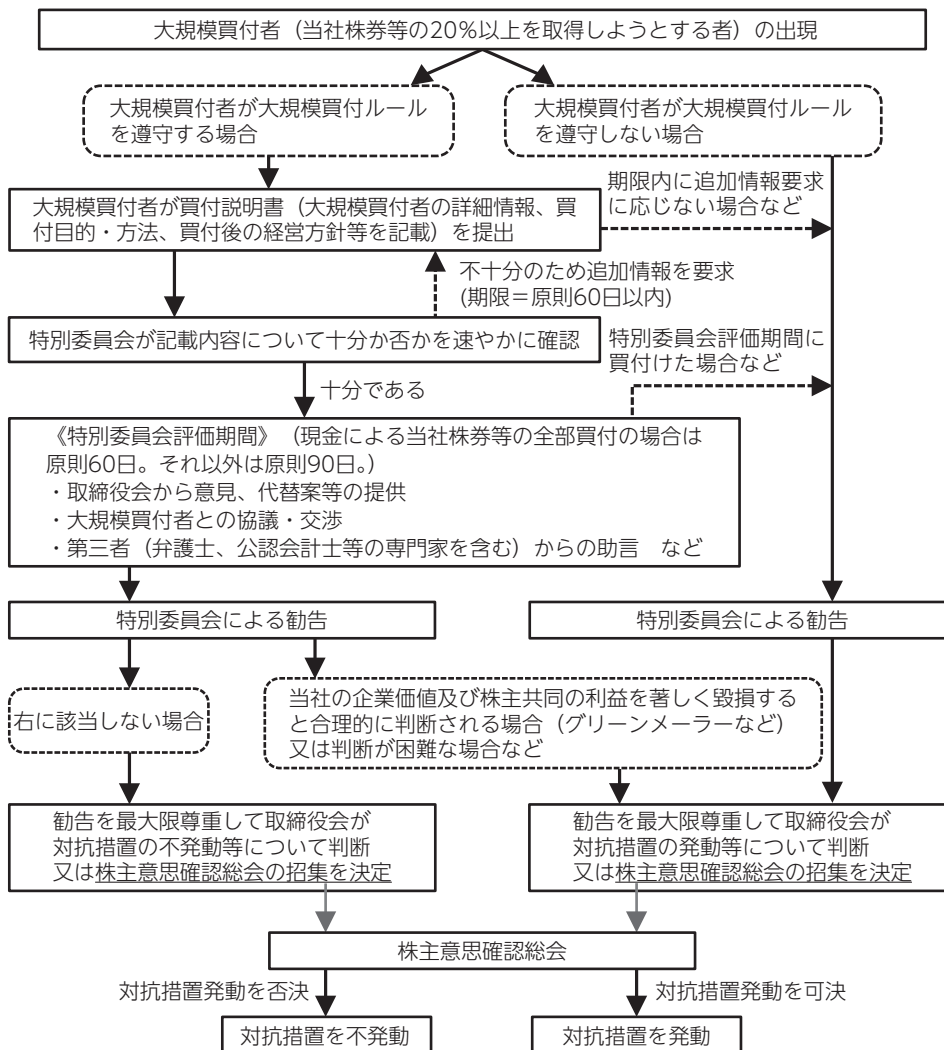 大規模買付者（当社株券等の20％以上を取得しようとする者）の出現
大規模買付者が大規模買付ルール
を遵守する場合
大規模買付者が大規模買付ルール
を遵守しない場合
大規模買付者が買付説明書（大規模買付者の詳細情報、買
付目的・方法、買付後の経営方針等を記載）を提出
期限内に追加情報要求
に応じない場合など
不十分のため追加情報を要求
(期限＝原則60日以内)
特別委員会が記載内容について十分か否かを速やかに確認
特別委員会評価期間に
買付けた場合など
十分である
《特別委員会評価期間》（現金による当社株券等の全部買付の場合は
原則60日。それ以外は原則90日。）
・取締役会から意見、代替案等の提供
・大規模買付者との協議・交渉
・第三者（弁護士、公認会計士等の専門家を含む）からの助言　など
特別委員会による勧告
特別委員会による勧告
右に該当しない場合
当社の企業価値及び株主共同の利益を著しく毀損する
と合理的に判断される場合（グリーンメーラーなど）
又は判断が困難な場合など
勧告を最大限尊重して取締役会が
対抗措置の不発動等について判断
又は株主意思確認総会の招集を決定
勧告を最大限尊重して取締役会が
対抗措置の発動等について判断
又は株主意思確認総会の招集を決定
株主意思確認総会
対抗措置発動を否決
対抗措置発動を可決
対抗措置を不発動
対抗措置を発動